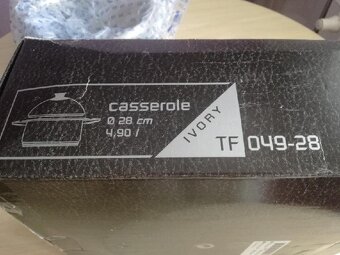 casserole
Ø 28 cm
4,90 l
IVORY
TF 049-28